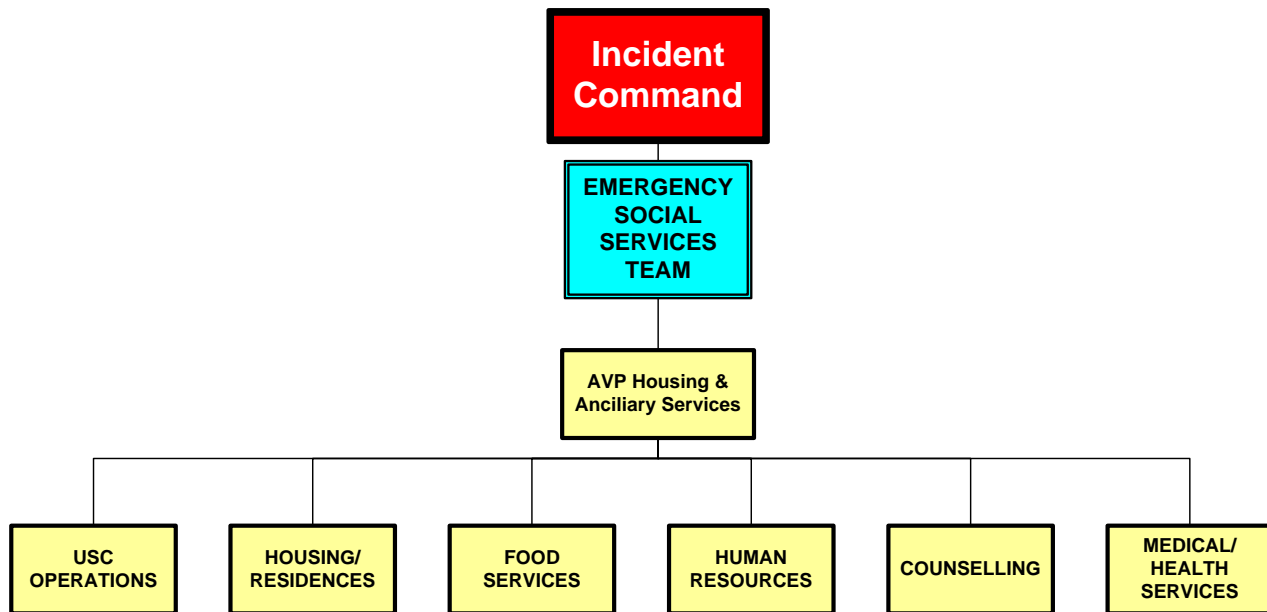 Incident
Command
EMERGENCY
SOCIAL
SERVICES
TEAM
AVP Housing &
Anciliary Services
USC
OPERATIONS
HOUSING/
RESIDENCES
FOOD
SERVICES
HUMAN
RESOURCES
COUNSELLING
MEDICAL/
HEALTH
SERVICES